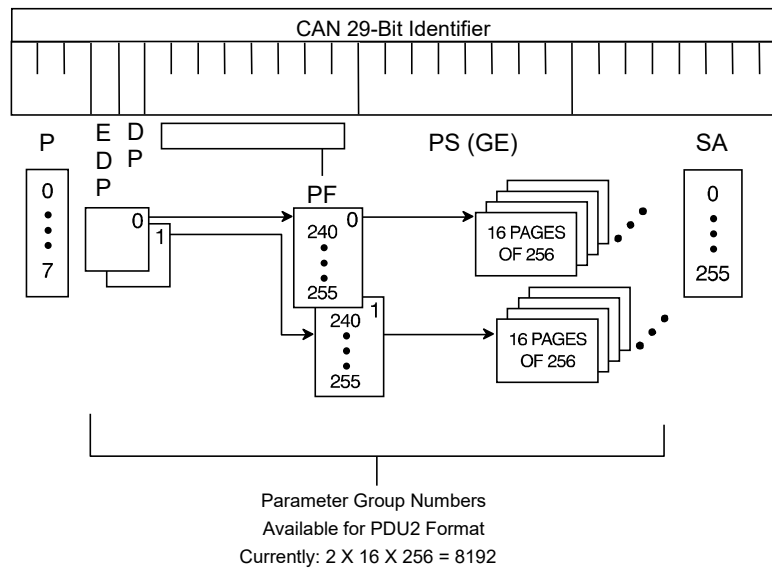 CAN 29-Bit Identifier
P
EDP
DP
PS (GE)
SA
PF
0
7
0
1
0
240
255
1
240
255
16 PAGES
OF 256
16 PAGES
OF 256
0
255
Parameter Group Numbers
Available for PDU2 Format
Currently: 2 X 16 X 256 = 8192